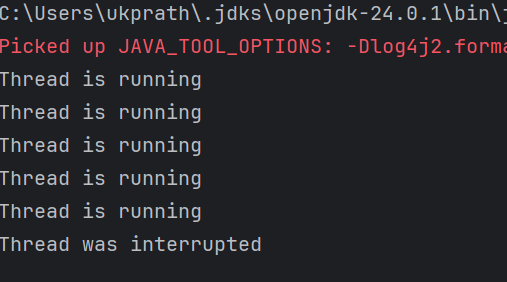 C:\Users\ukprath\.jdks\openjdk-24.0.1\bin\
Picked up JAVA_TOOL_OPTIONS: -Dlog4j2.forma
Thread is running
Thread is running
Thread is running
Thread is running
Thread is running
Thread was interrupted